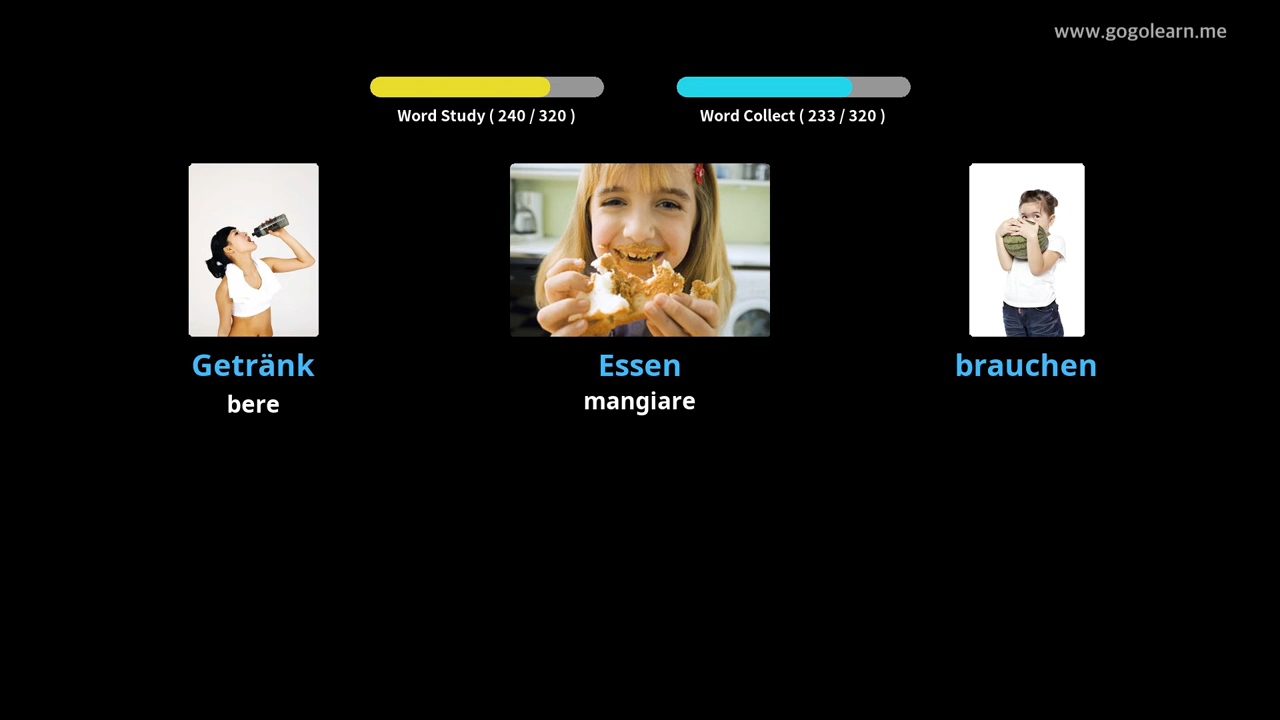 www.gogolearn.me
Word Study ( 240 / 320 )
Word Collect ( 233 / 320 )
Getränk
Essen
brauchen
bere
mangiare